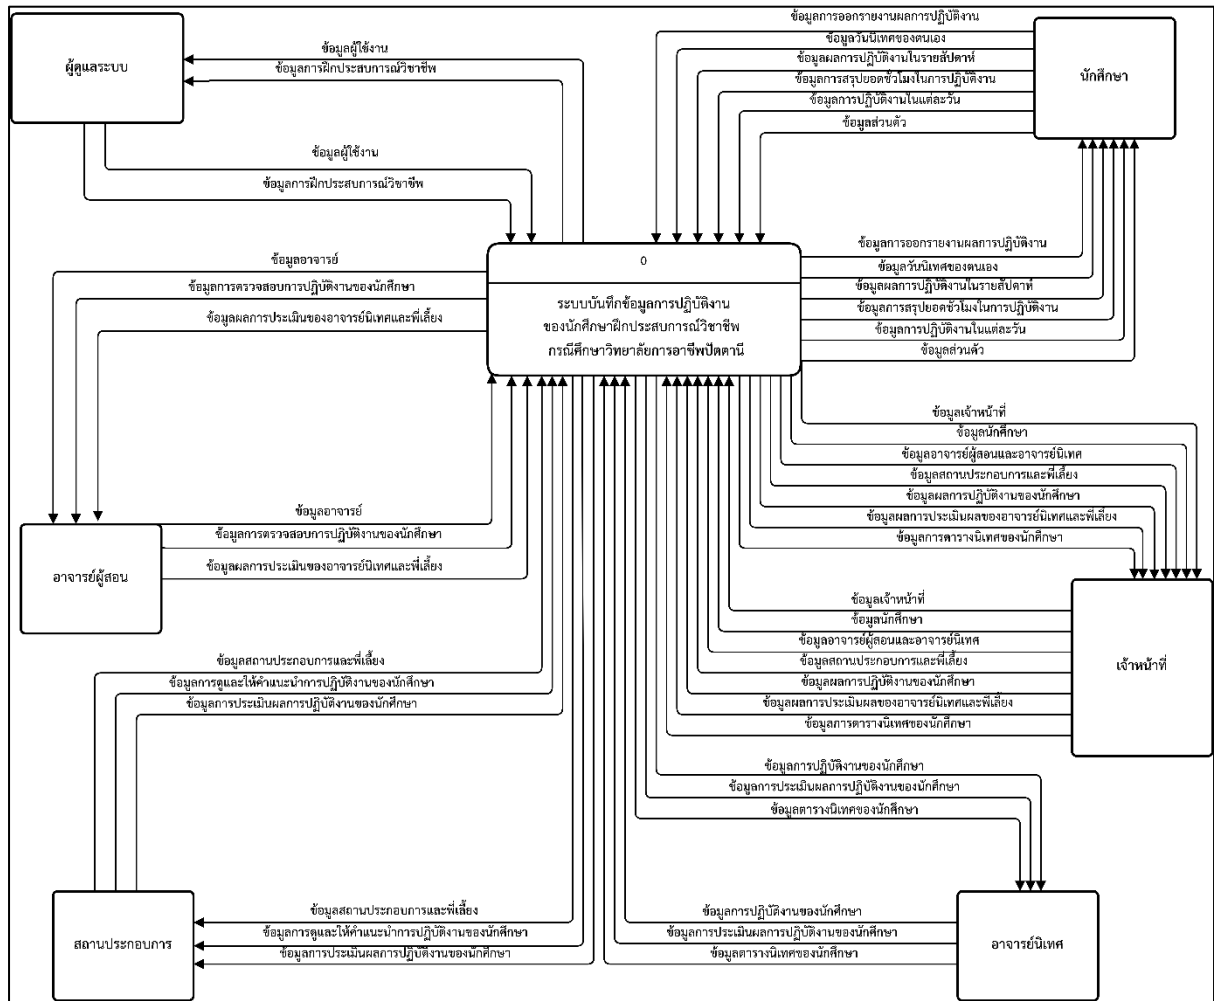 ผู้ดูแลระบบ
ข้อมูลผู้ใช้งาน
ข้อมูลการฝึกประสบการณ์วิชาชีพ
ข้อมูลผู้ใช้งาน
ข้อมูลการฝึกประสบการณ์วิชาชีพ
ข้อมูลการออกรายงานผลการปฏิบัติงาน
ข้อมูลวันนิเทศของตนเอง
ข้อมูลผลการปฏิบัติงานในรายสัปดาห์
ข้อมูลการสรุปยอดชั่วโมงในการปฏิบัติงาน
ข้อมูลการปฏิบัติงานในแต่ละวัน
ข้อมูลส่วนตัว
นักศึกษา
ข้อมูลอาจารย์
ข้อมูลการตรวจสอบการปฏิบัติงานของนักศึกษา
ข้อมูลผลการประเมินของอาจารย์นิเทศและพี่เลี้ยง
0
ระบบบันทึกข้อมูลการปฏิบัติงาน
ของนักศึกษาฝึกประสบการณ์วิชาชีพ
กรณีศึกษาวิทยาลัยการอาชีพปัตตานี
ข้อมูลการออกรายงานผลการปฏิบัติงาน
ข้อมูลวันนิเทศของตนเอง
ข้อมูลผลการปฏิบัติงานในรายสัปดาห์
ข้อมูลการสรุปยอดชั่วโมงในการปฏิบัติงาน
ข้อมูลการปฏิบัติงานในแต่ละวัน
ข้อมูลส่วนตัว
ข้อมูลเจ้าหน้าที่
ข้อมูลนักศึกษา
ข้อมูลอาจารย์ผู้สอนและอาจารย์นิเทศ
ข้อมูลสถานประกอบการและพี่เลี้ยง
ข้อมูลผลการปฏิบัติงานของนักศึกษา
ข้อมูลผลการประเมินผลของอาจารย์นิเทศและพี่เลี้ยง
ข้อมูลการตารางนิเทศของนักศึกษา
ข้อมูลอาจารย์
ข้อมูลการตรวจสอบการปฏิบัติงานของนักศึกษา
ข้อมูลผลการประเมินของอาจารย์นิเทศและพี่เลี้ยง
อาจารย์ผู้สอน
ข้อมูลเจ้าหน้าที่
ข้อมูลนักศึกษา
ข้อมูลอาจารย์ผู้สอนและอาจารย์นิเทศ
ข้อมูลสถานประกอบการและพี่เลี้ยง
ข้อมูลผลการปฏิบัติงานของนักศึกษา
ข้อมูลผลการประเมินผลของอาจารย์นิเทศและพี่เลี้ยง
ข้อมูลการตารางนิเทศของนักศึกษา
เจ้าหน้าที่
ข้อมูลสถานประกอบการและพี่เลี้ยง
ข้อมูลการดูและให้คำแนะนำการปฏิบัติงานของนักศึกษา
ข้อมูลการประเมินผลการปฏิบัติงานของนักศึกษา
ข้อมูลการปฏิบัติงานของนักศึกษา
ข้อมูลการประเมินผลการปฏิบัติงานของนักศึกษา
ข้อมูลตารางนิเทศของนักศึกษา
สถานประกอบการ
ข้อมูลสถานประกอบการและพี่เลี้ยง
ข้อมูลการดูและให้คำแนะนำการปฏิบัติงานของนักศึกษา
ข้อมูลการประเมินผลการปฏิบัติงานของนักศึกษา
ข้อมูลการปฏิบัติงานของนักศึกษา
ข้อมูลการประเมินผลการปฏิบัติงานของนักศึกษา
ข้อมูลตารางนิเทศของนักศึกษา
อาจารย์นิเทศ